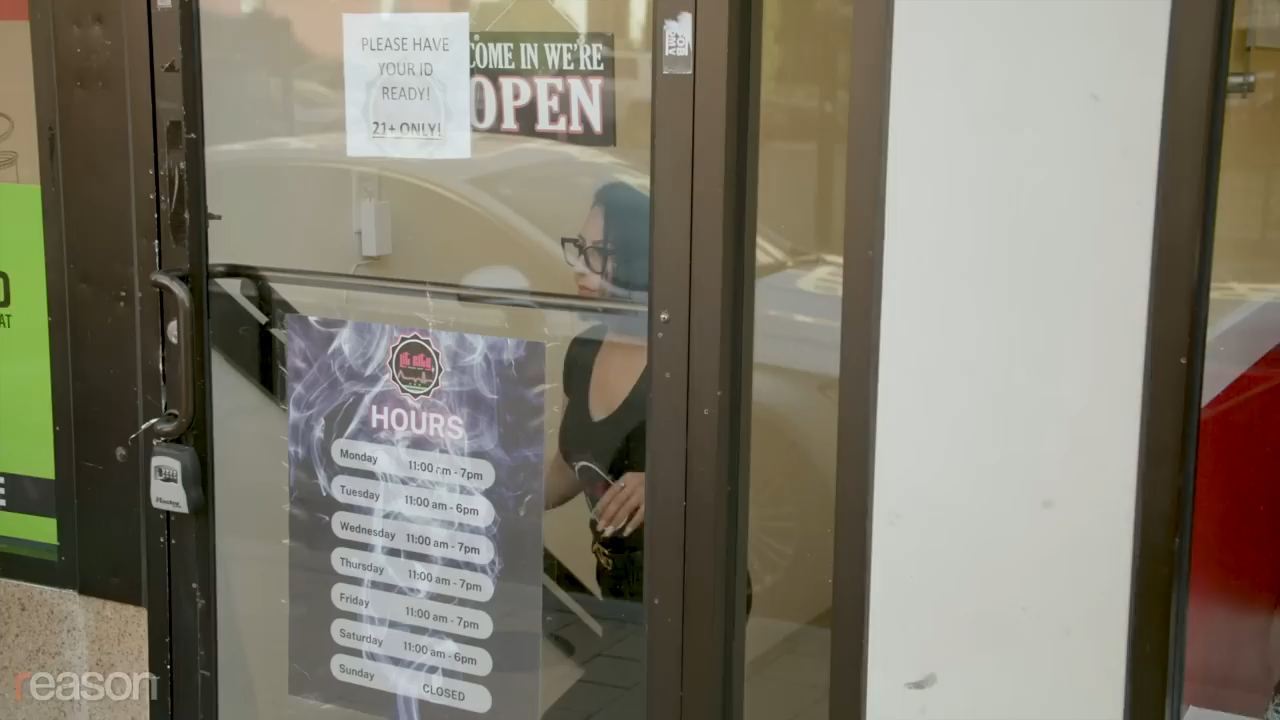 PLEASE HAVE
YOUR ID
READY!
21+ ONLY!
COME IN WE'RE
OPEN
HOURS
Monday 11:00 am - 7pm
Tuesday 11:00 am - 6pm
Wednesday 11:00 am - 7pm
Thursday 11:00 am - 7pm
Friday 11:00 am - 7pm
Saturday 11:00 am - 6pm
Sunday CLOSED
Master
reason